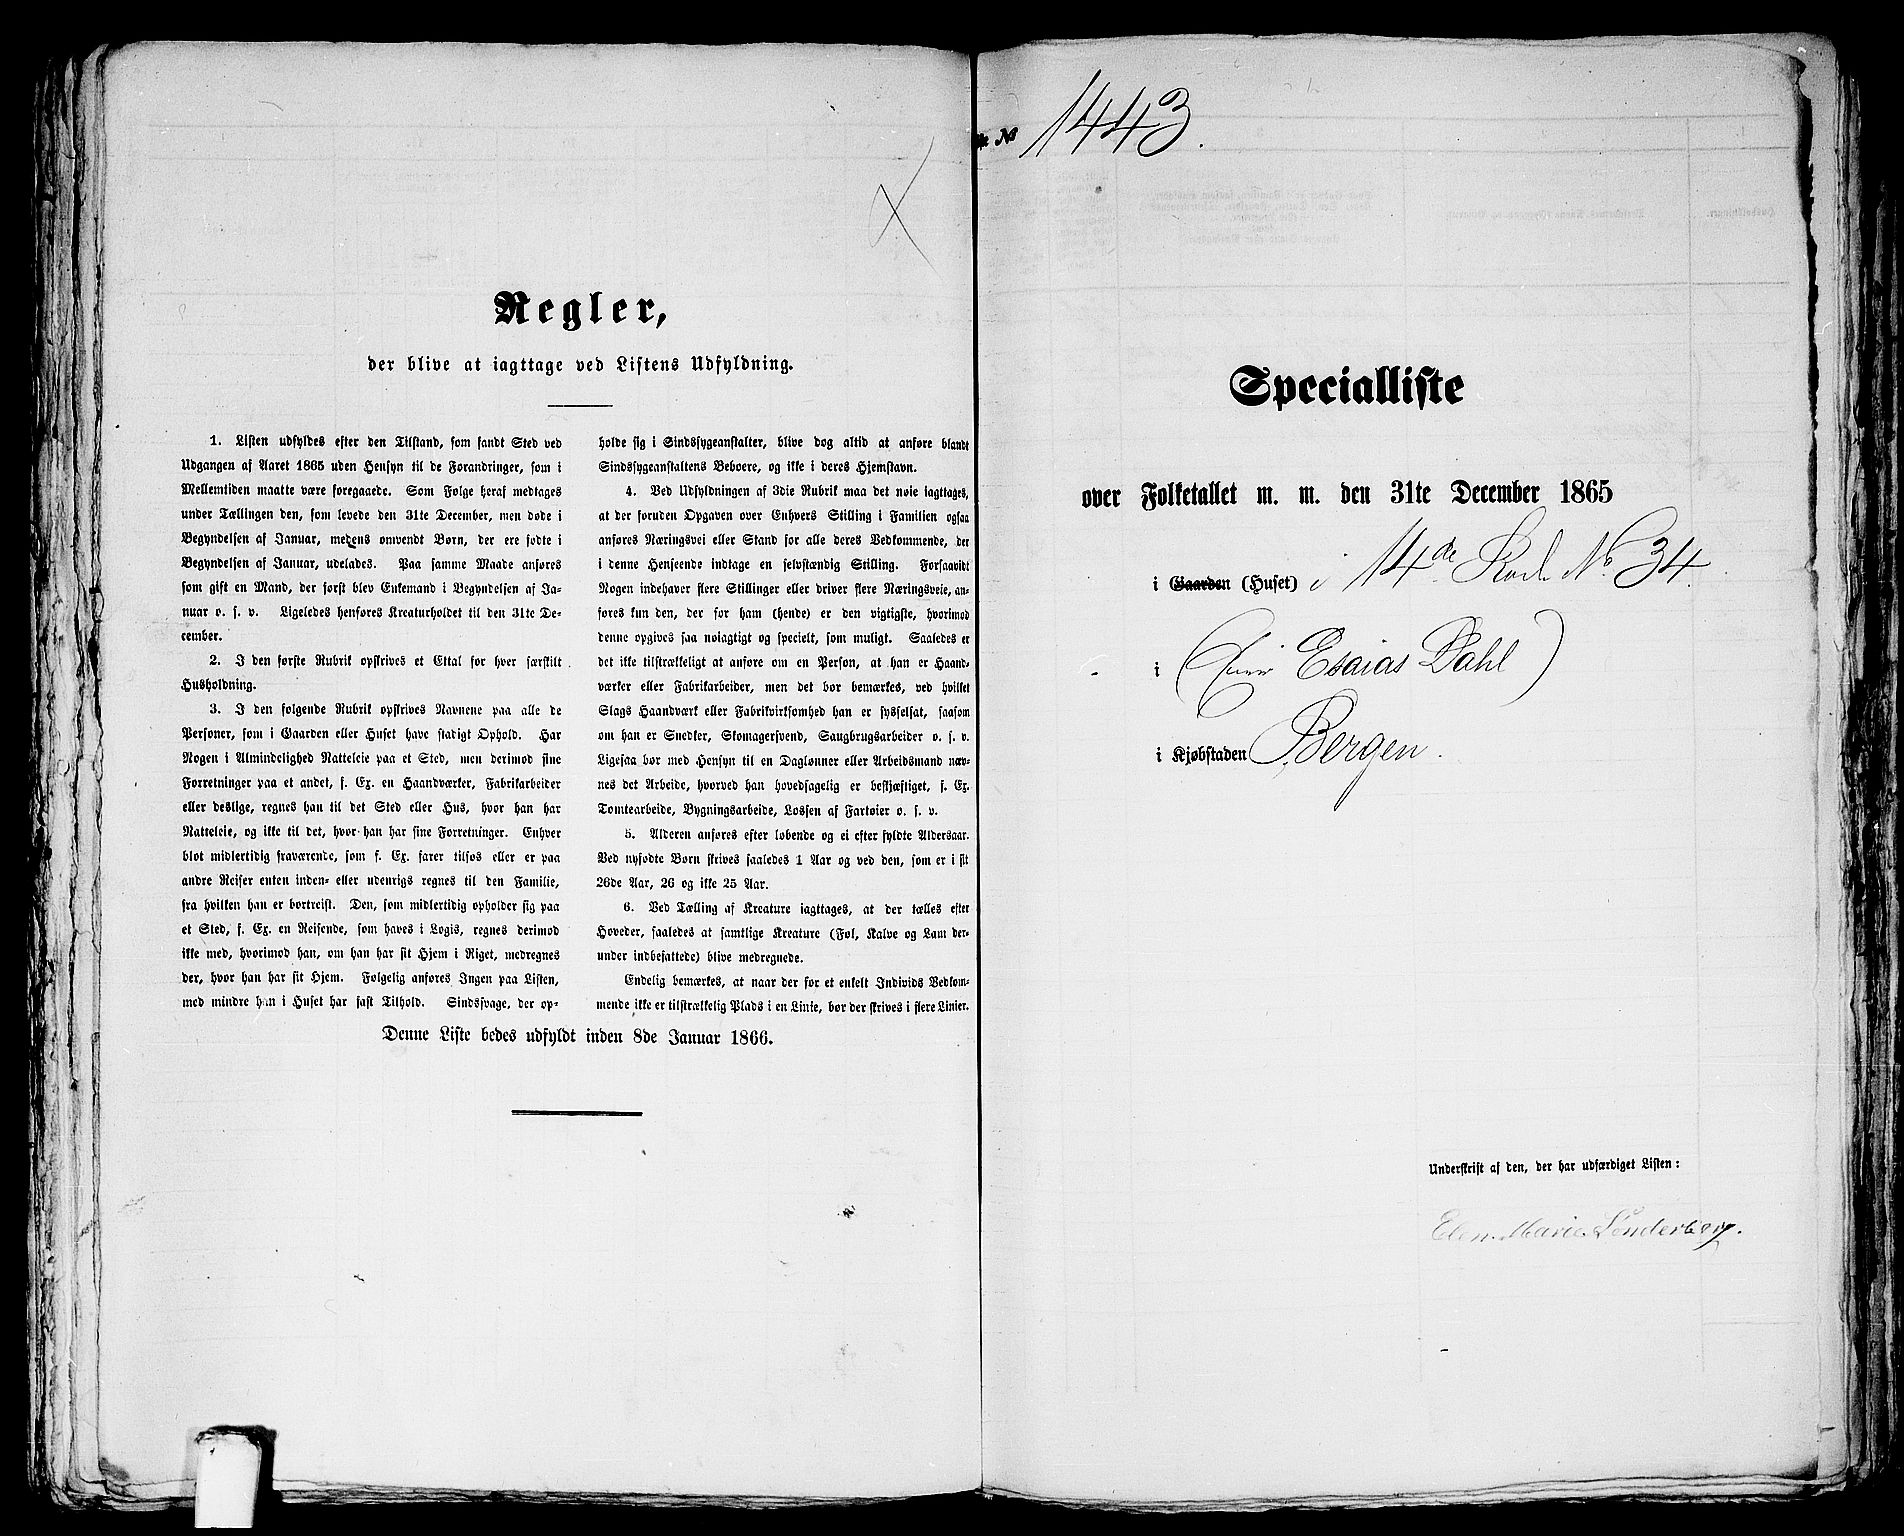 Regler,
der blive at iagttage ved Listens Udfyldning.
1. Listen udfyldes efter den Tilstand, som fandt Sted ved
Udgangen af Aaret 1865 uden Hensyn til de Forandringer, som i
Mellemtiden maatte være foregaaede. Som Følge heraf medtages
under Tællingen den, som levede den 31te December, men døde i
Begyndelsen af Januar, medens omvendt Børn, der ere fødte i
Begyndelsen af Januar, udelades. Paa samme Maade anføres
som gift en Mand, der først blev Enkemand i Begyndelsen af Ja-
nuar o. s. v. Ligeledes henføres Kreaturholdet til den 31te De-
cember.
2. I den første Rubrik opskrives et Ettal for hver særskilt
Husholdning.
3. I den følgende Rubrik opskrives Navnene paa alle de
Personer, som i Gaarden eller Huset have stadigt Ophold. Har
Nogen i Almindelighed Natteleie paa et Sted, men derimod sine
Forretninger paa et andet, f. Ex. en Haandværker, Fabrikarbeider
eller deslige, regnes han til det Sted eller Hus, hvor han har
Natteleie, og ikke til det, hvor han har sine Forretninger. Enhver
blot midlertidig fraværende, som f. Ex. farer tilsøs eller er paa
andre Reiser enten inden- eller udenrigs regnes til den Familie,
fra hvilken han er bortreist. Den, som midlertidig opholder sig paa
et Sted, f. Ex. en Reisende, som haves i Logis, regnes derimod
ikke med, hvorimod han, om han har sit Hjem i Riget, medregnes
der, hvor han har sit Hjem. Følgelig anføres Ingen paa Listen,
med mindre han i Huset har fast Tilhold. Sindssvage, der op-
holde sig i Sindssygeanstalter, blive dog altid at anføre blandt
Sindssygeanstaltens Beboere, og ikke i deres Hjemstavn.
4. Ved Udfyldningen af 3die Rubrik maa det nøie iagttages,
at der foruden Opgaven over Enhvers Stilling i Familien ogsaa
anføres Næringsvei eller Stand for alle deres Vedkommende, der
i denne Henseende indtage en selvstændig Stilling. Forsaavidt
Nogen indehaver flere Stillinger eller driver flere Næringsveie, an-
føres kun den, der for ham (hende) er den vigtigste, hvorimod
denne opgives saa nøiagtigt og specielt, som muligt. Saaledes er
det ikke tilstrækkeligt at anføre om en Person, at han er Haand-
værker eller Fabrikarbeider, men det bør bemærkes, ved hvilket
Slags Haandværk eller Fabrikvirksomhed han er sysselsat, saasom
om han er Snedker, Skomagersvend, Saugbrugsarbeider o. s. v.
Ligesaa bør med Hensyn til en Dagløner eller Arbeidsmand næv-
nes det Arbeide, hvorved han hovedsagelig er beskjæftiget, f. Ex.
Tomtearbeide, Bygningsarbeide, Lossen af Fartøier o. s. v.
5. Alderen anføres efter løbende og ei efter fyldte Aldersaar.
Ved nyfødte Børn skrives saaledes 1 Aar og ved den, som er i sit
26de Aar, 26 og ikke 25 Aar.
6. Ved Tælling af Kreature iagttages, at der tælles efter
Hoveder, saaledes at samtlige Kreature (Føl, Kalve og Lam der-
under indbefattede) blive medregnede.
Endelig bemærkes, at naar der for et enkelt Individs Vedkom-
mende ikke er tilstrækkelig Plads i en Linie, bør der skrives i flere Linier.
Denne Liste bedes udfyldt inden 8de Januar 1866.
№ 1443.
Specialliste
over Folketallet m. m. den 31te December 1865
i Gaarden (Huset) i 14de Rode No 34.
i (Eier Esaias Dahl)
i Kjøbstaden Bergen.
Underskrift af den, der har udfærdiget Listen:
Elen Marie Sønderberg.